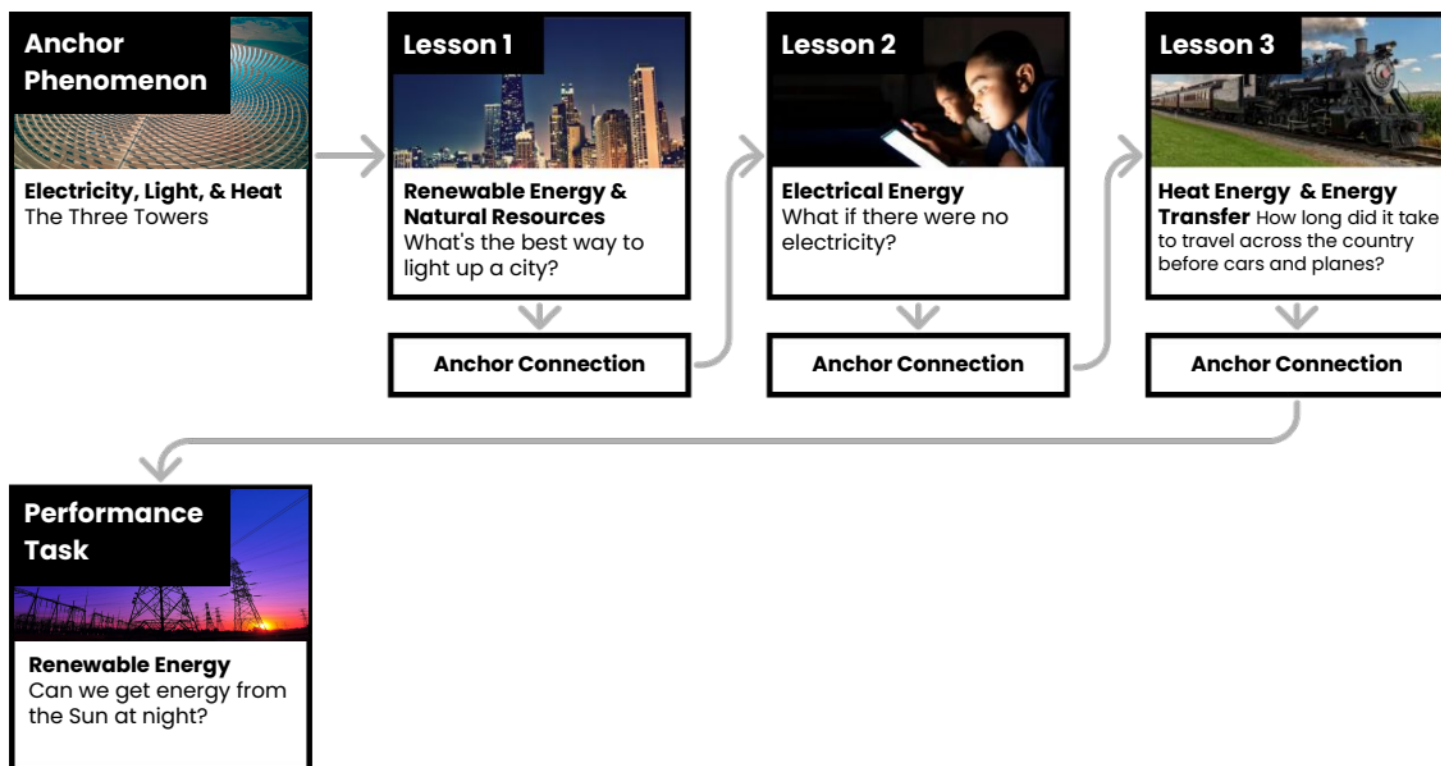 Anchor
Phenomenon
Electricity, Light, & Heat
The Three Towers
Lesson 1
Renewable Energy &
Natural Resources
What's the best way to
light up a city?
Anchor Connection
Lesson 2
Electrical Energy
What if there were no
electricity?
Anchor Connection
Lesson 3
Heat Energy & Energy
Transfer How long did it take
to travel across the country
before cars and planes?
Anchor Connection
Performance
Task
Renewable Energy
Can we get energy from
the Sun at night?